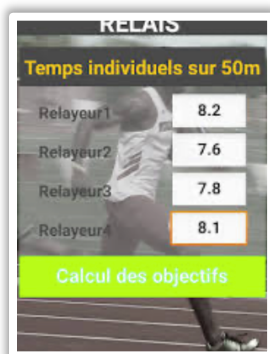 RELAIS
Temps individuels sur 50m
Relayeur1 8.2
Relayeur2 7.6
Relayeur3 7.8
Relayeur4 8.1
Calcul des objectifs